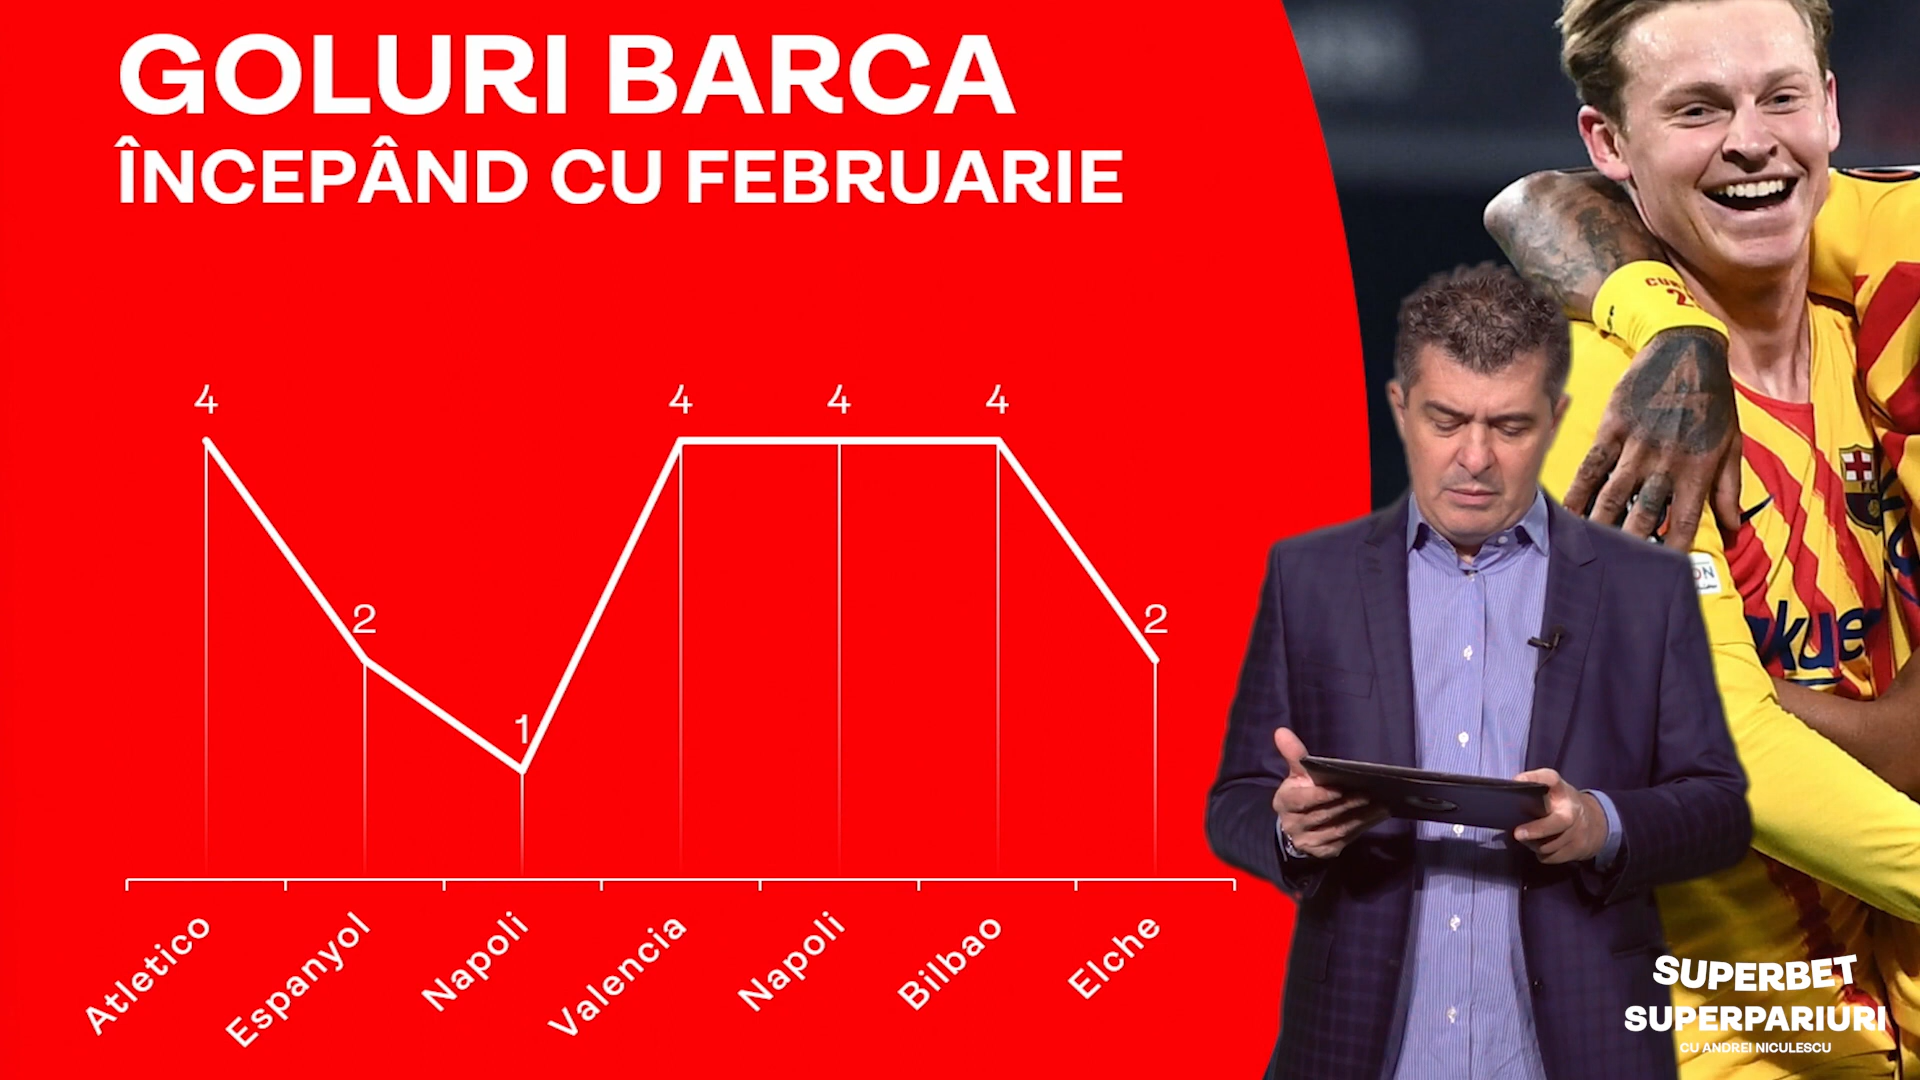 GOLURI BARCA
ÎNCEPÂND CU FEBRUARIE
4
2
1
4
4
4
2
Atletico
Espanyol
Napoli
Valencia
Napoli
Bilbao
Elche
SUPERBET
SUPERPARIURI
CU ANDREI NICULESCU